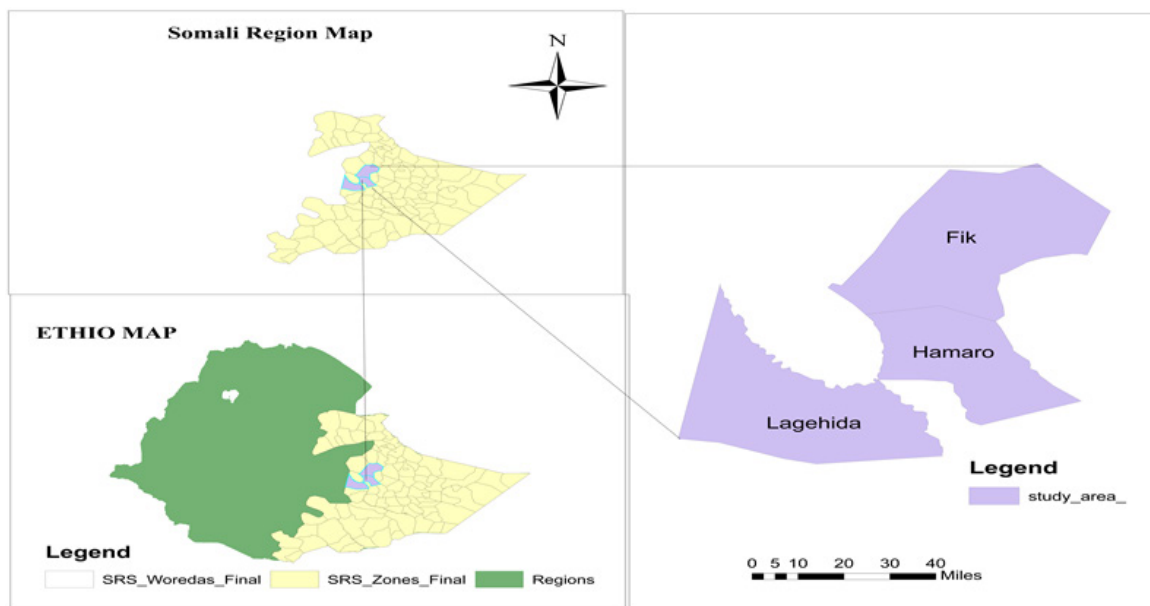 Somali Region Map
N
ETHIO MAP
Legend
SRS_Woredas_Final SRS_Zones_Final Regions
Fik
Hamaro
Lagehida
Legend
study_area_
0 5 10 20 30 40
Miles